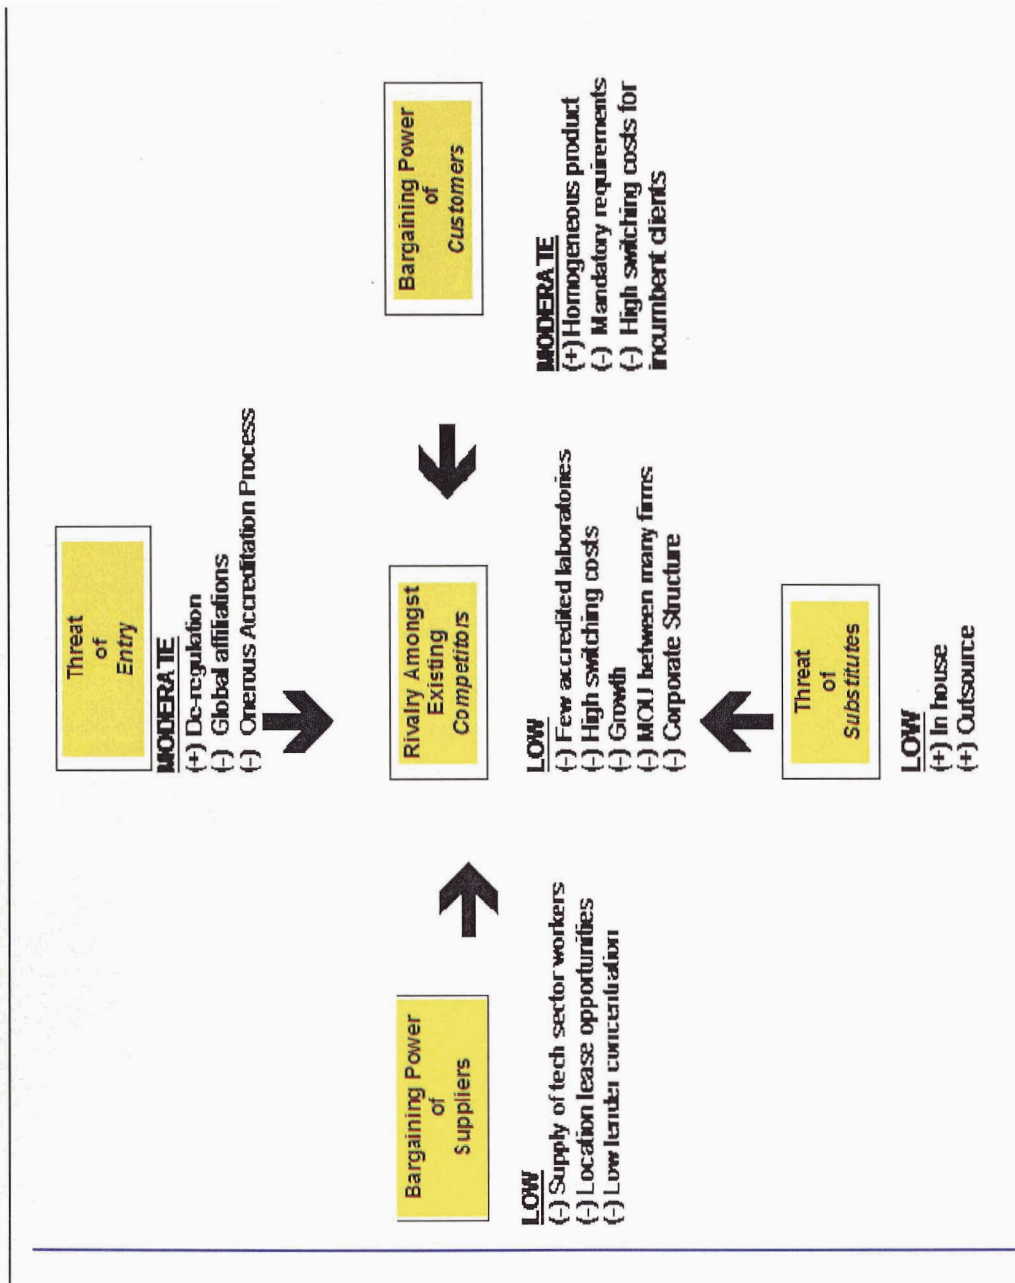 Threat
of
Entry
MODERATE
(+) De-regulation
(-) Global affiliations
(-) Onerous Accreditation Process
Bargaining Power
of
Suppliers
LOW
(-) Supply of tech sector workers
(-) Location lease opportunities
(-) Low lender concentration
Rivalry Amongst
Existing
Competitors
LOW
(-) Few accredited laboratories
(-) High switching costs
(-) Growth
(-) MOU between many firms
(-) Corporate Structure
Bargaining Power
of
Customers
MODERATE
(+) Homogeneous product
(-) Mandatory requirements
(-) High switching costs for
incumbent clients
Threat
of
Substitutes
LOW
(+) In house
(+) Outsource